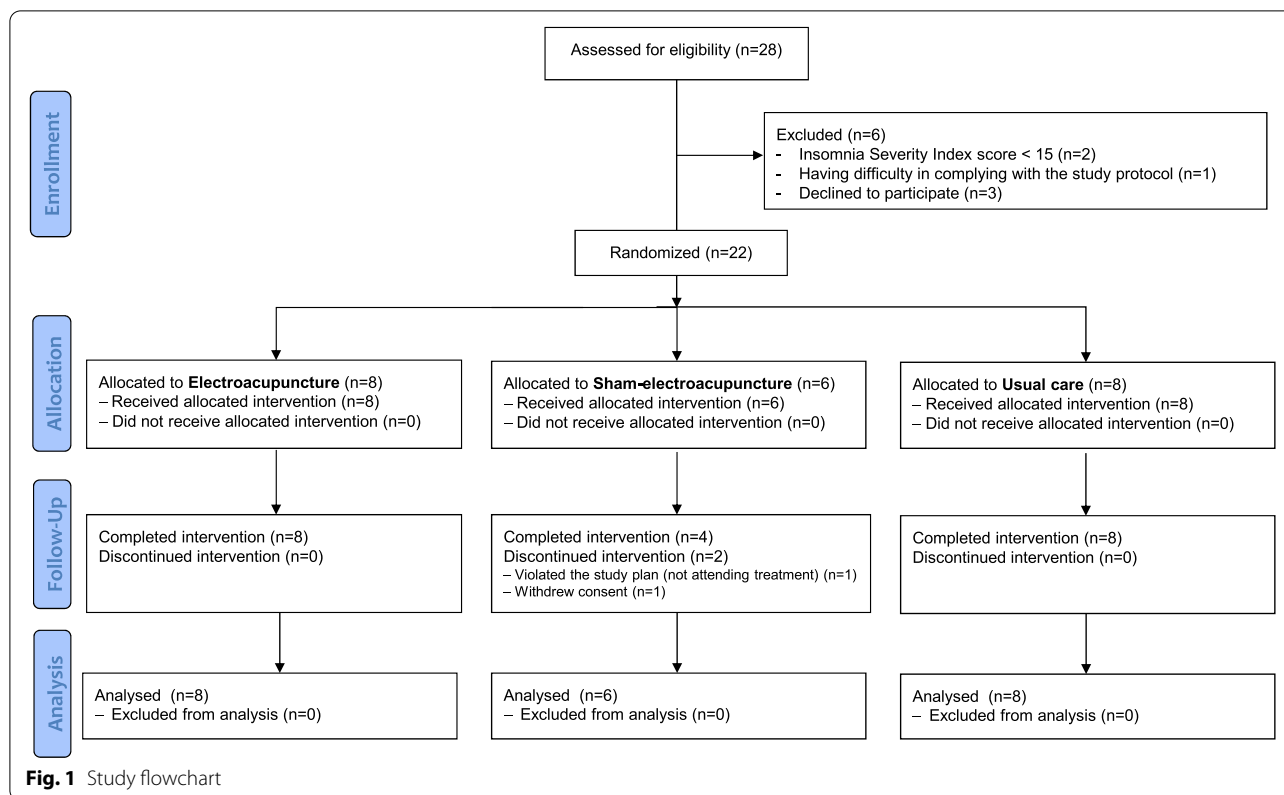 Assessed for eligibility (n=28)
Enrollment
Excluded (n=6)
- Insomnia Severity Index score < 15 (n=2)
- Having difficulty in complying with the study protocol (n=1)
- Declined to participate (n=3)
Randomized (n=22)
Allocation
Allocated to Electroacupuncture (n=8)
– Received allocated intervention (n=8)
– Did not receive allocated intervention (n=0)
Allocated to Sham-electroacupuncture (n=6)
– Received allocated intervention (n=6)
– Did not receive allocated intervention (n=0)
Allocated to Usual care (n=8)
– Received allocated intervention (n=8)
– Did not receive allocated intervention (n=0)
Follow-Up
Completed intervention (n=8)
Discontinued intervention (n=0)
Completed intervention (n=4)
Discontinued intervention (n=2)
– Violated the study plan (not attending treatment) (n=1)
– Withdrew consent (n=1)
Completed intervention (n=8)
Discontinued intervention (n=0)
Analysis
Analysed (n=8)
– Excluded from analysis (n=0)
Analysed (n=6)
– Excluded from analysis (n=0)
Analysed (n=8)
– Excluded from analysis (n=0)
Fig. 1 Study flowchart